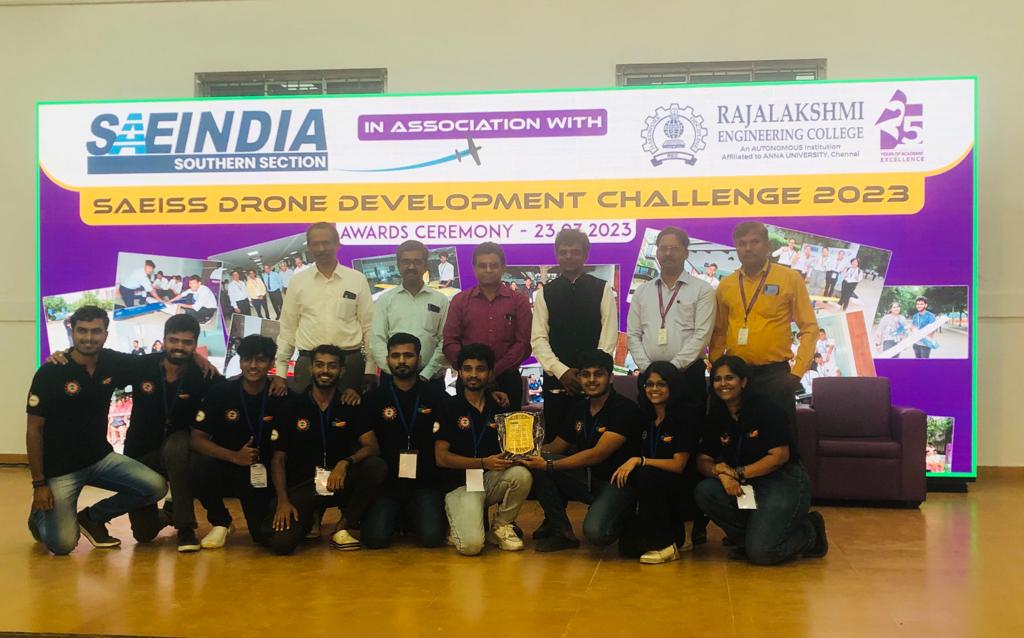 SAEINDIA
SOUTHERN SECTION
IN ASSOCIATION WITH
REC
RAJALAKSHMI
ENGINEERING COLLEGE
An AUTONOMOUS Institution
Affiliated to ANNA UNIVERSITY, Chennai
25
YEARS OF ACADEMIC
EXCELLENCE
SAEISS DRONE DEVELOPMENT CHALLENGE 2023
AWARDS CEREMONY - 23.07.2023